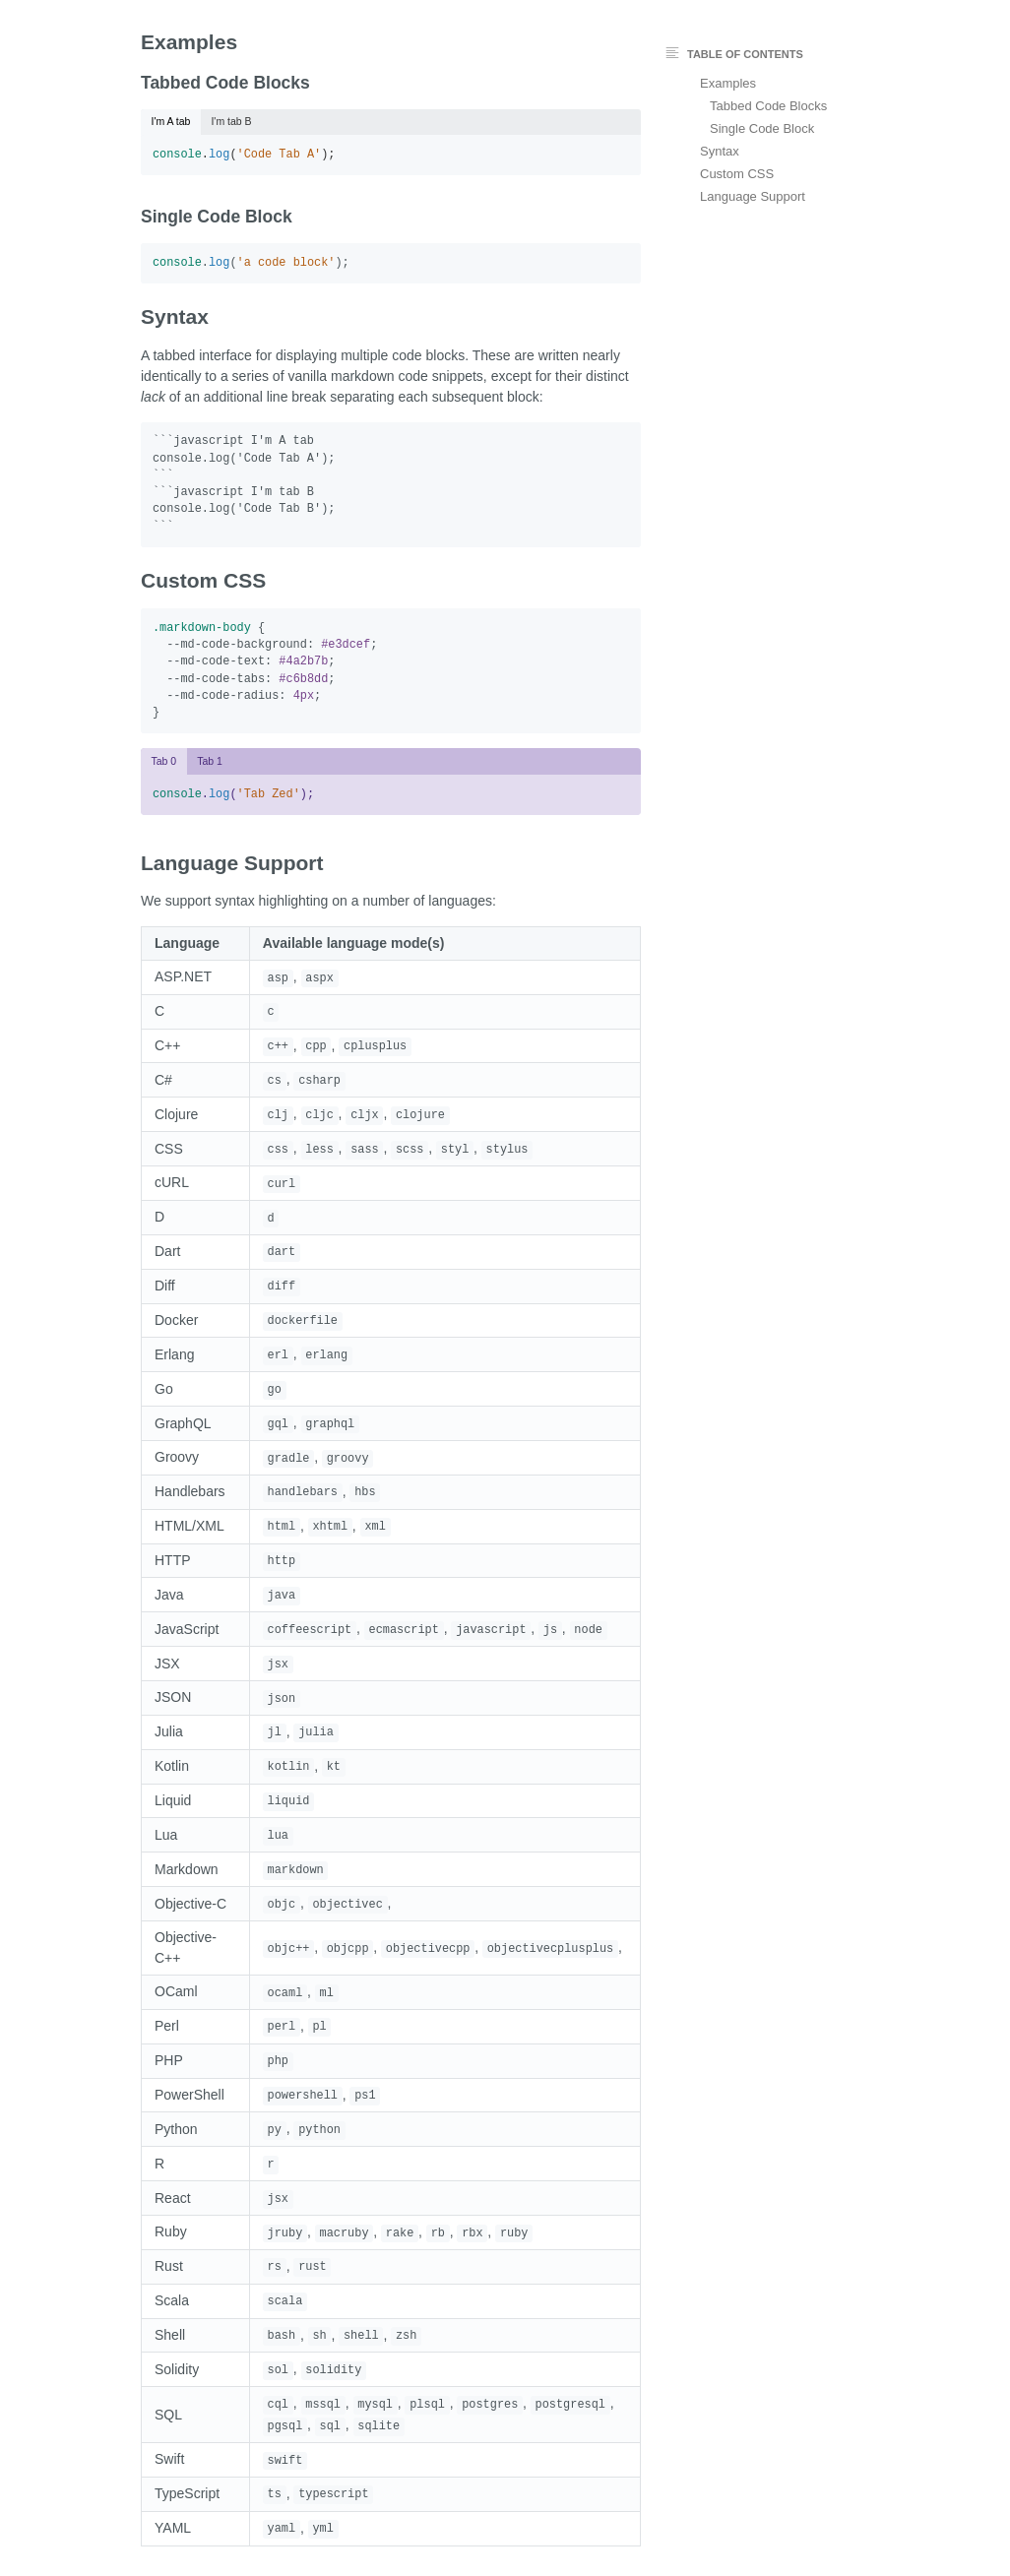 Examples
Tabbed Code Blocks
I'm A tab I'm tab B
console.log('Code Tab A');
Single Code Block
console.log('a code block');
Syntax
A tabbed interface for displaying multiple code blocks. These are written nearly
identically to a series of vanilla markdown code snippets, except for their distinct
lack of an additional line break separating each subsequent block:
```javascript I'm A tab
console.log('Code Tab A');
```
```javascript I'm tab B
console.log('Code Tab B');
```
Custom CSS
.markdown-body {
  --md-code-background: #e3dcef;
  --md-code-text: #4a2b7b;
  --md-code-tabs: #c6b8dd;
  --md-code-radius: 4px;
}
Tab 0 Tab 1
console.log('Tab Zed');
Language Support
We support syntax highlighting on a number of languages:
Language Available language mode(s)
ASP.NET asp, aspx
C c
C++ c++, cpp, cplusplus
C# cs, csharp
Clojure clj, cljc, cljx, clojure
CSS css, less, sass, scss, styl, stylus
cURL curl
D d
Dart dart
Diff diff
Docker dockerfile
Erlang erl, erlang
Go go
GraphQL gql, graphql
Groovy gradle, groovy
Handlebars handlebars, hbs
HTML/XML html, xhtml, xml
HTTP http
Java java
JavaScript coffeescript, ecmascript, javascript, js, node
JSX jsx
JSON json
Julia jl, julia
Kotlin kotlin, kt
Liquid liquid
Lua lua
Markdown markdown
Objective-C objc, objectivec,
Objective-
C++ objc++, objcpp, objectivecpp, objectivecplusplus,
OCaml ocaml, ml
Perl perl, pl
PHP php
PowerShell powershell, ps1
Python py, python
R r
React jsx
Ruby jruby, macruby, rake, rb, rbx, ruby
Rust rs, rust
Scala scala
Shell bash, sh, shell, zsh
Solidity sol, solidity
SQL cql, mssql, mysql, plsql, postgres, postgresql,
pgsql, sql, sqlite
Swift swift
TypeScript ts, typescript
YAML yaml, yml
TABLE OF CONTENTS
Examples
Tabbed Code Blocks
Single Code Block
Syntax
Custom CSS
Language Support